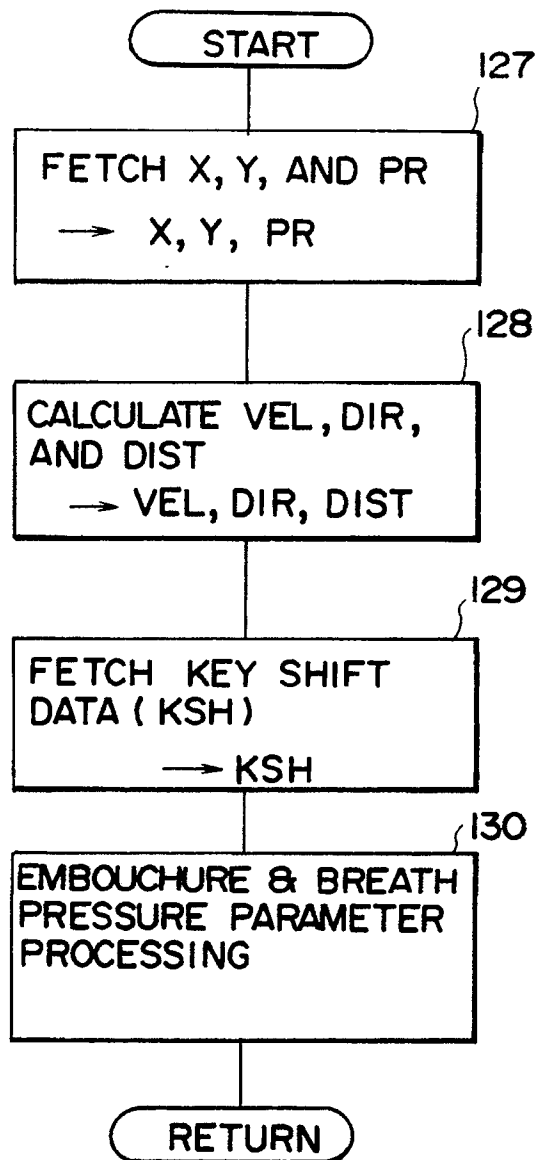 START
127
FETCH X, Y, AND PR
→ X, Y, PR
128
CALCULATE VEL, DIR,
AND DIST
→ VEL, DIR, DIST
129
FETCH KEY SHIFT
DATA (KSH)
→ KSH
130
EMBOUCHURE & BREATH
PRESSURE PARAMETER
PROCESSING
RETURN